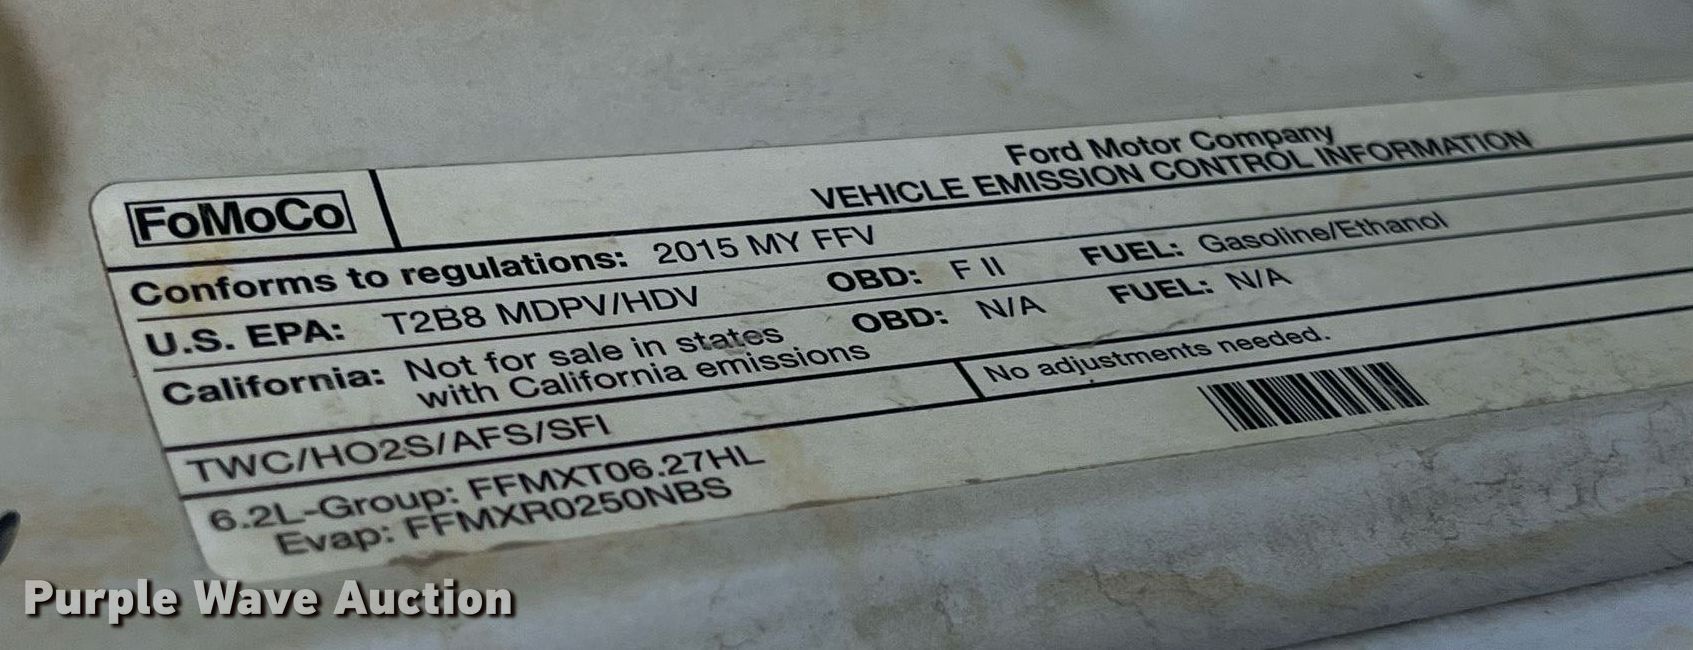 Ford Motor Company
VEHICLE EMISSION CONTROL INFORMATION
FoMoCo
Conforms to regulations: 2015 MY FFV
U.S. EPA: T2B8 MDPV/HDV OBD: F II FUEL: Gasoline/Ethanol
California: Not for sale in states OBD: N/A FUEL: N/A
with California emissions
No adjustments needed.
TWC/HO2S/AFS/SFI
6.2L-Group: FFMXT06.27HL
Evap: FFMXR0250NBS
Purple Wave Auction